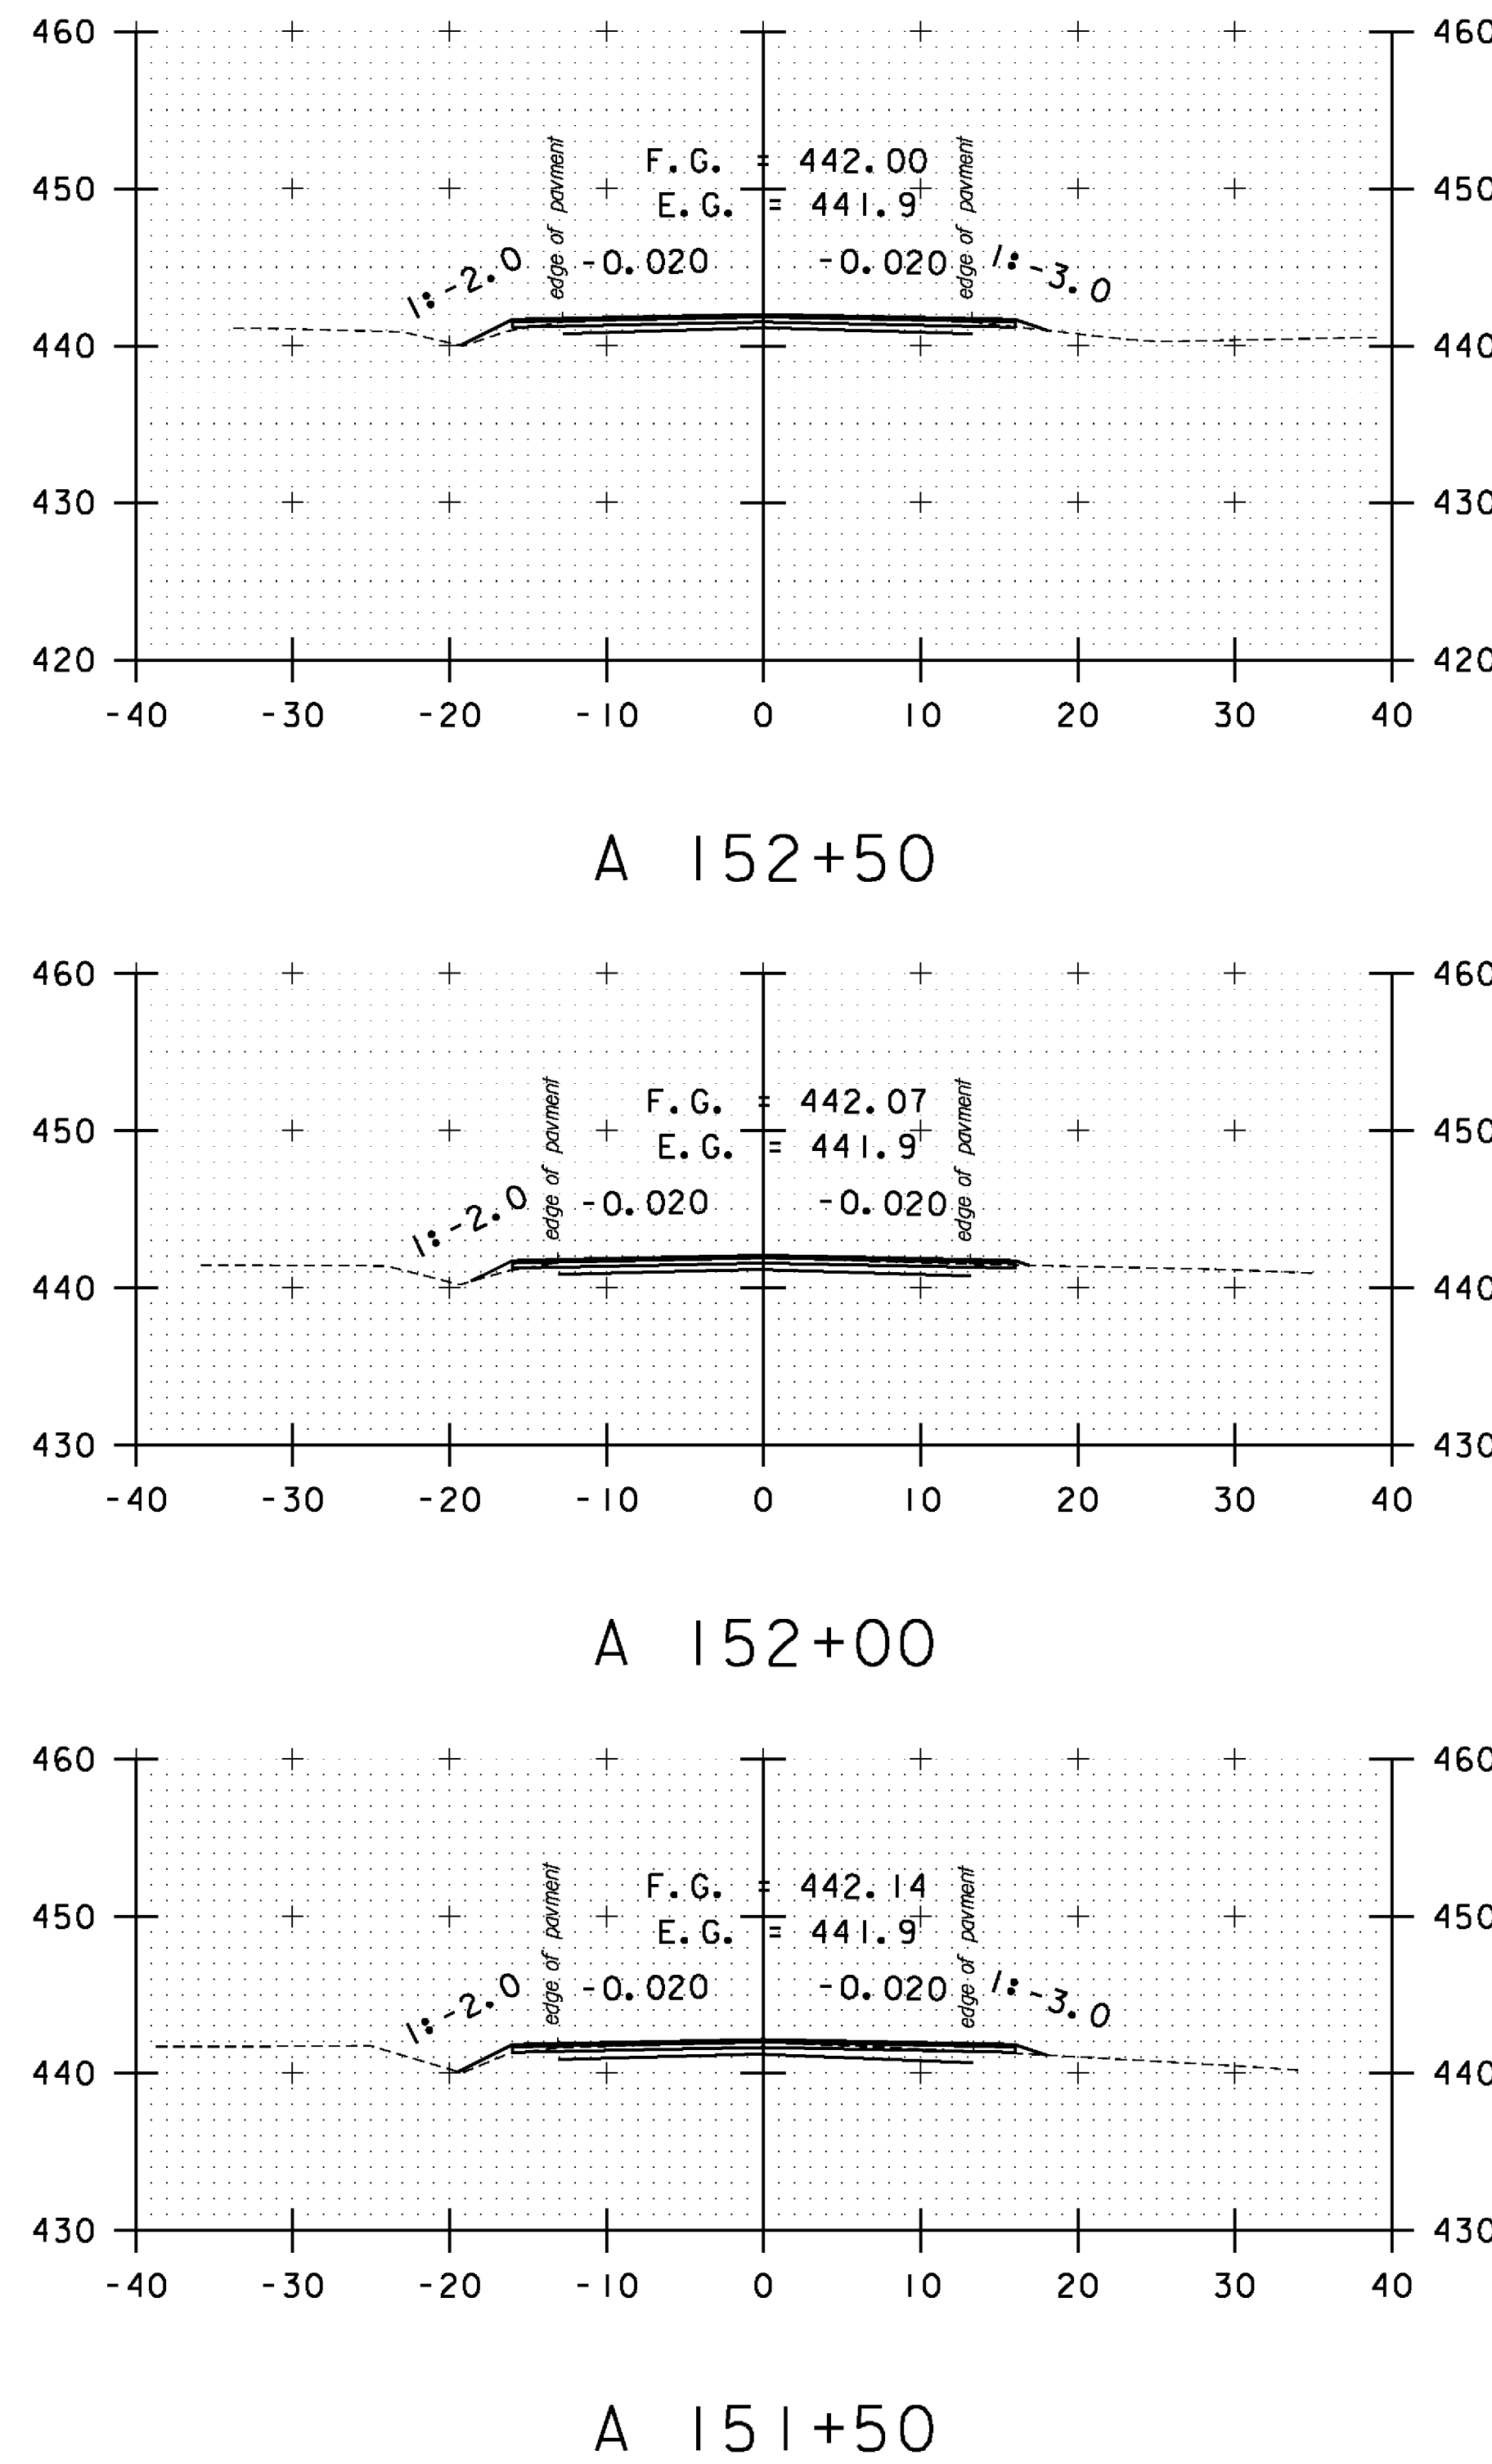 460 460
edge of pavment
edge of pavment
F.G. = 442.00
450 450
E.G. = 441.9
1:-2.0 -0.020 -0.020 1:-3.0
440 440
430 430
420 420
-40 -30 -20 -10 0 10 20 30 40
A 152+50
460 460
edge of pavment
edge of pavment
F.G. = 442.07
450 450
E.G. = 441.9
1:-2.0 -0.020 -0.020
440 440
430 430
-40 -30 -20 -10 0 10 20 30 40
A 152+00
460 460
edge of pavment
edge of pavment
F.G. = 442.14
450 450
E.G. = 441.9
1:-2.0 -0.020 -0.020 1:-3.0
440 440
430 430
-40 -30 -20 -10 0 10 20 30 40
A 151+50